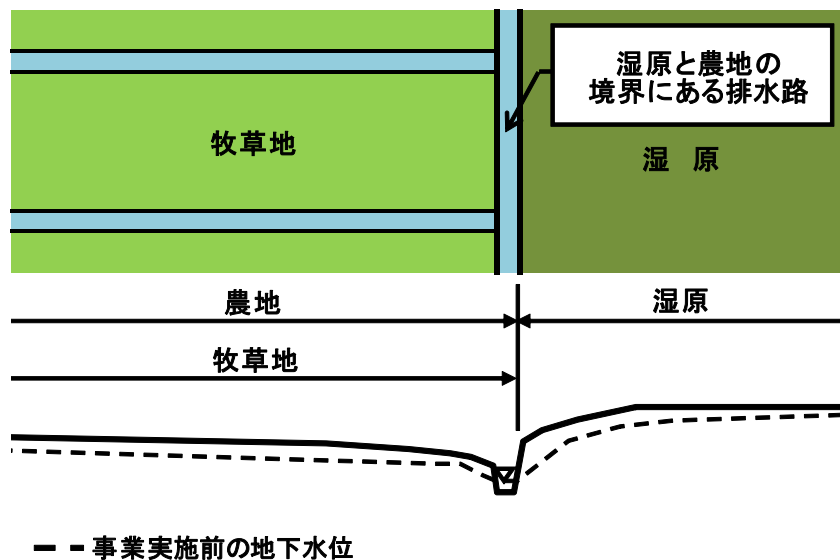 湿原と農地の
境界にある排水路
牧草地
湿 原
農地
湿原
牧草地
事業実施前の地下水位